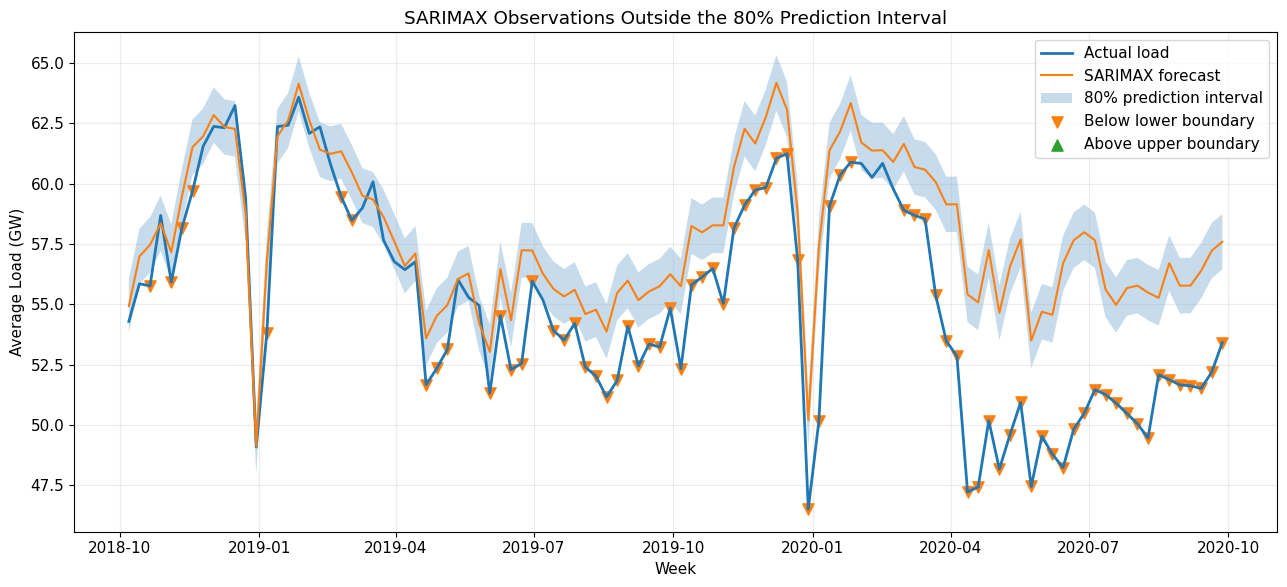 SARIMAX Observations Outside the 80% Prediction Interval
Average Load (GW)
65.0
62.5
60.0
57.5
55.0
52.5
50.0
47.5
Actual load
SARIMAX forecast
80% prediction interval
Below lower boundary
Above upper boundary
2018-10
2019-01
2019-04
2019-07
2019-10
2020-01
2020-04
2020-07
2020-10
Week